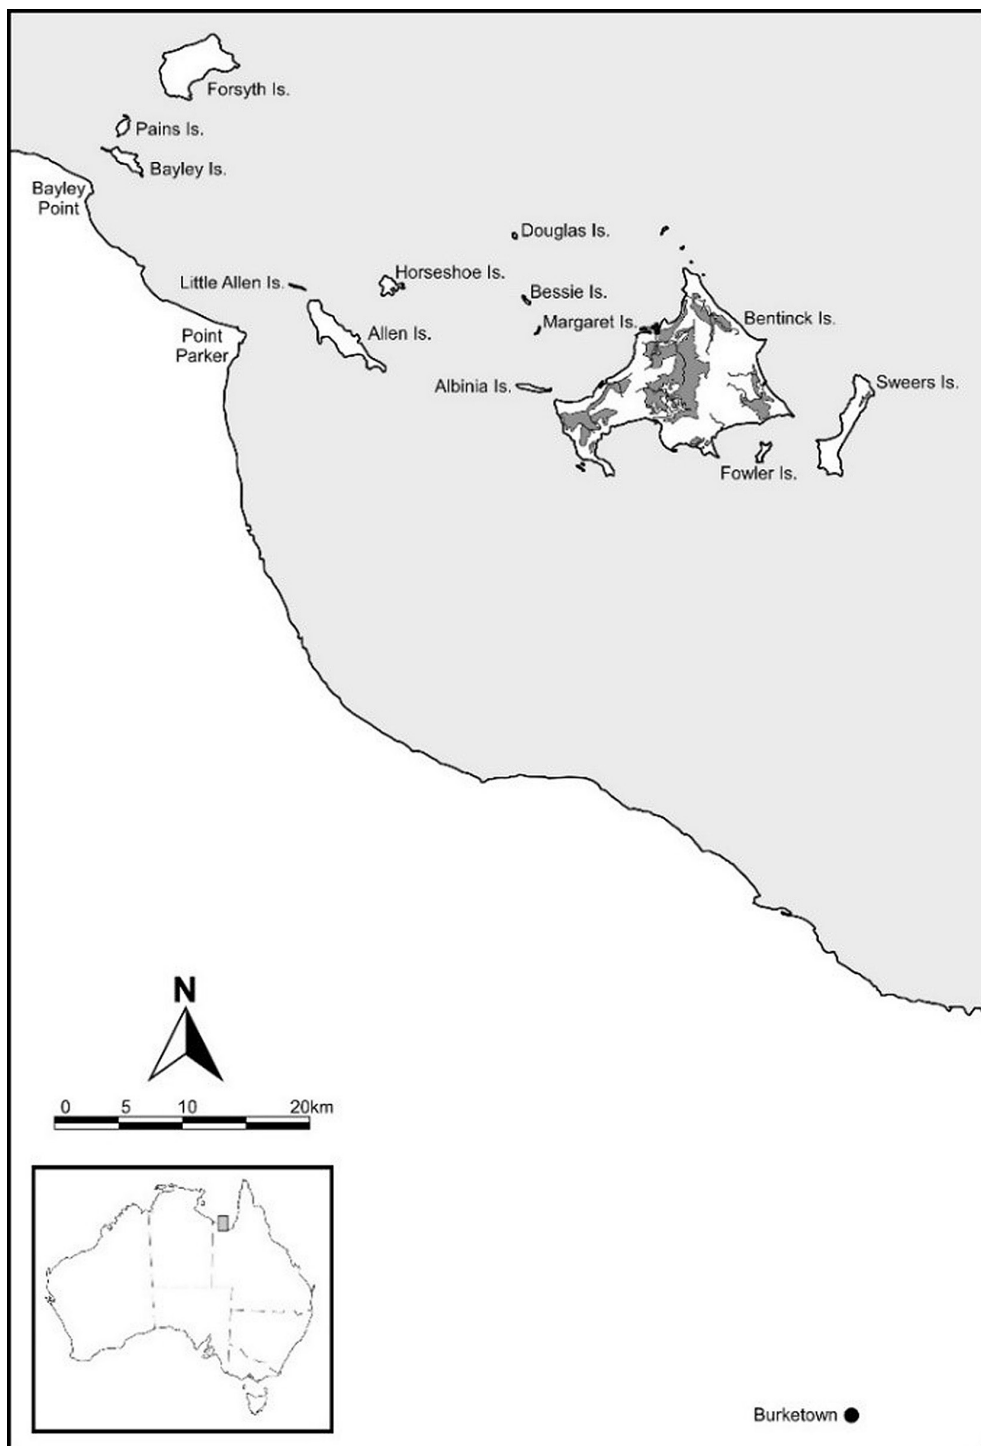 Forsyth Is.
Pains Is.
Bayley Is.
Bayley
Point
Douglas Is.
Horseshoe Is.
Little Allen Is.
Bessie Is.
Margaret Is.
Bentinck Is.
Point
Parker
Allen Is.
Albinia Is.
Sweers Is.
Fowler Is.
N
0 5 10 20km
Burketown